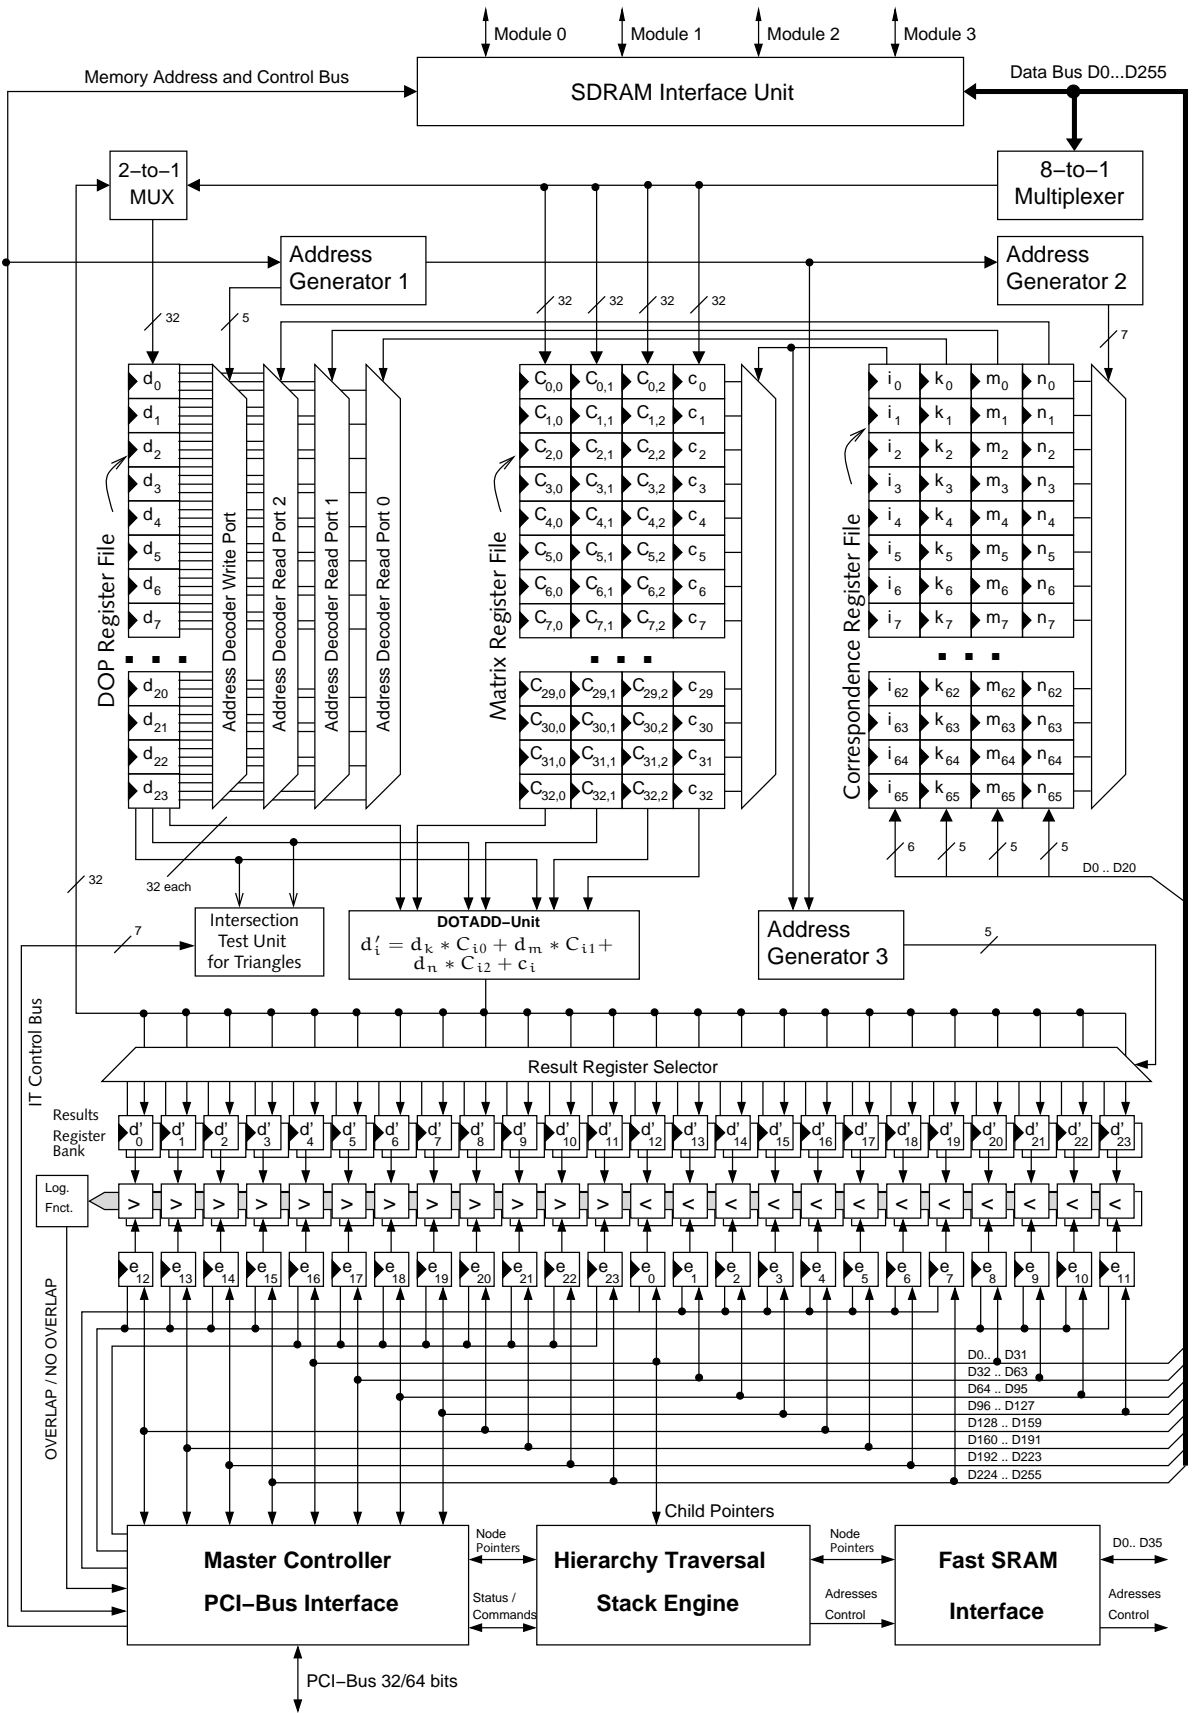 Module 0 Module 1 Module 2 Module 3
Memory Address and Control Bus
SDRAM Interface Unit
Data Bus D0...D255
2–to–1
MUX
8–to–1
Multiplexer
Address
Generator 1
Address
Generator 2
32 5 32 32 32 32 7
d0 C0,0 C0,1 C0,2 c0 i0 k0 m0 n0
d1 C1,0 C1,1 C1,2 c1 i1 k1 m1 n1
d2 C2,0 C2,1 C2,2 c2 i2 k2 m2 n2
d3 C3,0 C3,1 C3,2 c3 i3 k3 m3 n3
d4 C4,0 C4,1 C4,2 c4 i4 k4 m4 n4
d5 C5,0 C5,1 C5,2 c5 i5 k5 m5 n5
d6 C6,0 C6,1 C6,2 c6 i6 k6 m6 n6
d7 C7,0 C7,1 C7,2 c7 i7 k7 m7 n7
d20 C29,0 C29,1 C29,2 c29 i62 k62 m62 n62
d21 C30,0 C30,1 C30,2 c30 i63 k63 m63 n63
d22 C31,0 C31,1 C31,2 c31 i64 k64 m64 n64
d23 C32,0 C32,1 C32,2 c32 i65 k65 m65 n65
DOP Register File
Address Decoder Write Port
Address Decoder Read Port 2
Address Decoder Read Port 1
Address Decoder Read Port 0
Matrix Register File
Correspondence Register File
6 5 5 5
D0 .. D20
32
32 each
7
Intersection
Test Unit
for Triangles
DOTADD–Unit
d′i = dk ∗ Ci0 + dm ∗ Ci1+
dn ∗ Ci2 + ci
Address
Generator 3
5
IT Control Bus
Result Register Selector
Results
Register
Bank
d'0 d'1 d'2 d'3 d'4 d'5 d'6 d'7 d'8 d'9 d'10 d'11 d'12 d'13 d'14 d'15 d'16 d'17 d'18 d'19 d'20 d'21 d'22 d'23
Log.
Fnct.
> > > > > > > > > > > > < < < < < < < < < < < <
e12 e13 e14 e15 e16 e17 e18 e19 e20 e21 e22 e23 e0 e1 e2 e3 e4 e5 e6 e7 e8 e9 e10 e11
OVERLAP / NO OVERLAP
D0.. .. D31
D32 .. D63
D64 .. D95
D96 .. D127
D128 .. D159
D160 .. D191
D192 .. D223
D224 .. D255
Child Pointers
Master Controller
PCI–Bus Interface
Node
Pointers
Status /
Commands
Hierarchy Traversal
Stack Engine
Node
Pointers
Adresses
Control
Fast SRAM
Interface
D0.. D35
Adresses
Control
PCI–Bus 32/64 bits